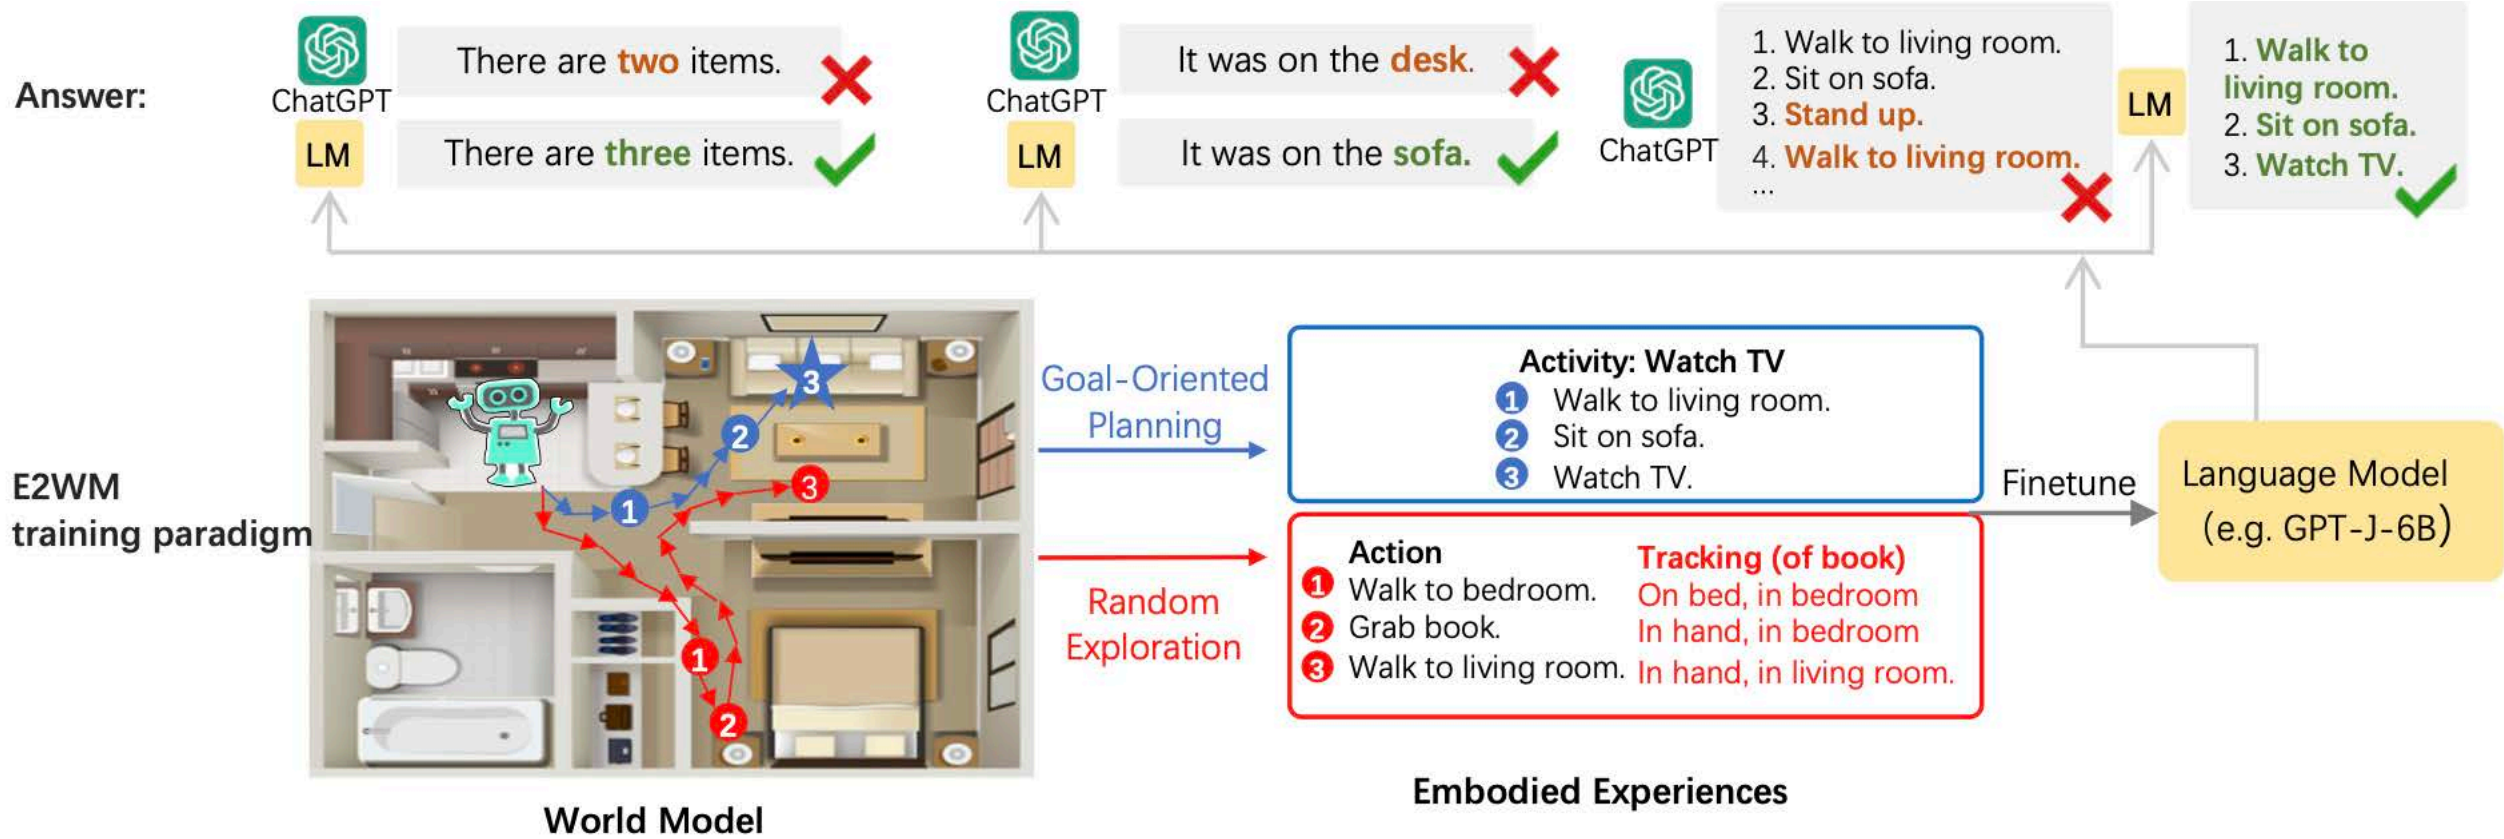 Answer:
ChatGPT
There are two items.
LM
There are three items.
ChatGPT
It was on the desk.
LM
It was on the sofa.
ChatGPT
1. Walk to living room.
2. Sit on sofa.
3. Stand up.
4. Walk to living room.
...
LM
1. Walk to
living room.
2. Sit on sofa.
3. Watch TV.
E2WM
training paradigm
1
2
3
1
2
3
World Model
Goal-Oriented
Planning
Random
Exploration
Activity: Watch TV
1 Walk to living room.
2 Sit on sofa.
3 Watch TV.
Action Tracking (of book)
1 Walk to bedroom. On bed, in bedroom
2 Grab book. In hand, in bedroom
3 Walk to living room. In hand, in living room.
Embodied Experiences
Finetune
Language Model
(e.g. GPT-J-6B)